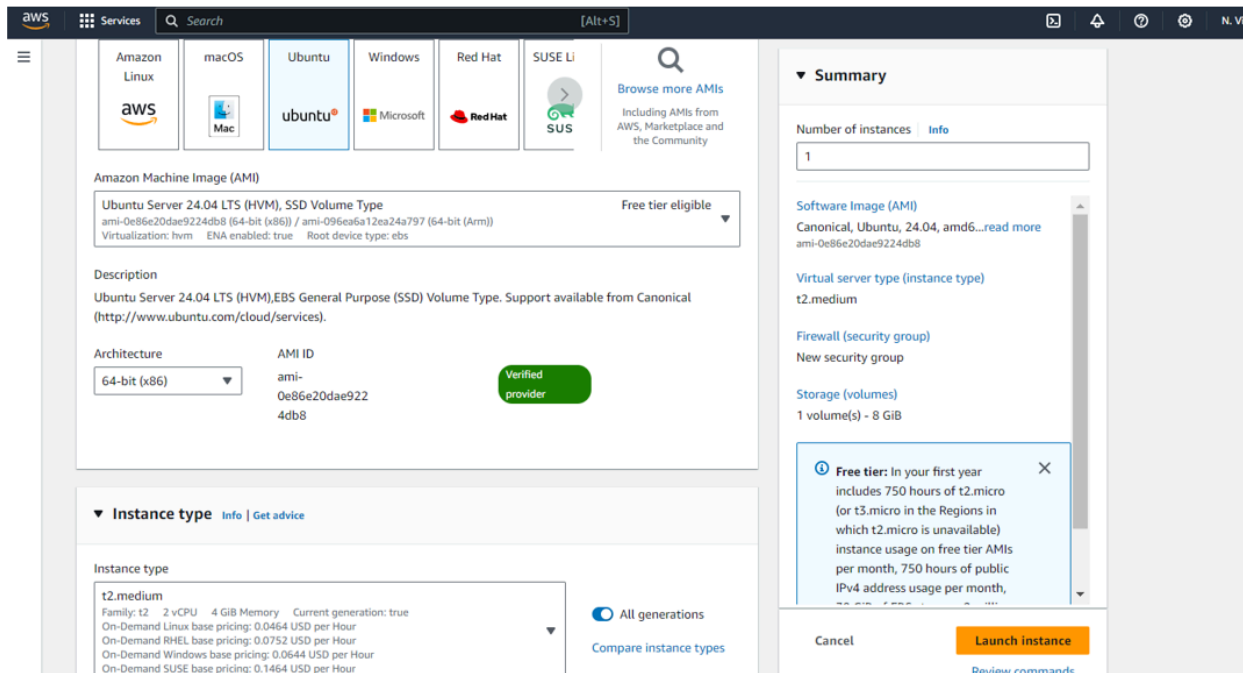 aws
Services
Search
[Alt+S]
N. Vi
Amazon Linux
aws
macOS
Mac
Ubuntu
ubuntu®
Windows
Microsoft
Red Hat
Red Hat
SUSE Li
SUS
Browse more AMIs
Including AMIs from
AWS, Marketplace and
the Community
Amazon Machine Image (AMI)
Ubuntu Server 24.04 LTS (HVM), SSD Volume Type
Free tier eligible
ami-0e86e20dae9224db8 (64-bit (x86)) / ami-096ea6a12ea24a797 (64-bit (Arm))
Virtualization: hvm ENA enabled: true Root device type: ebs
Description
Ubuntu Server 24.04 LTS (HVM),EBS General Purpose (SSD) Volume Type. Support available from Canonical
(http://www.ubuntu.com/cloud/services).
Architecture
64-bit (x86)
AMI ID
ami-
0e86e20dae922
4db8
Verified
provider
Instance type Info | Get advice
Instance type
t2.medium
Family: t2 2 vCPU 4 GiB Memory Current generation: true
On-Demand Linux base pricing: 0.0464 USD per Hour
On-Demand RHEL base pricing: 0.0752 USD per Hour
On-Demand Windows base pricing: 0.0644 USD per Hour
On-Demand SUSE base pricing: 0.1464 USD per Hour
All generations
Compare instance types
Summary
Number of instances Info
1
Software Image (AMI)
Canonical, Ubuntu, 24.04, amd6...read more
ami-0e86e20dae9224db8
Virtual server type (instance type)
t2.medium
Firewall (security group)
New security group
Storage (volumes)
1 volume(s) - 8 GiB
Free tier: In your first year
includes 750 hours of t2.micro
(or t3.micro in the Regions in
which t2.micro is unavailable)
instance usage on free tier AMIs
per month, 750 hours of public
IPv4 address usage per month,
Cancel
Launch instance
Review commands